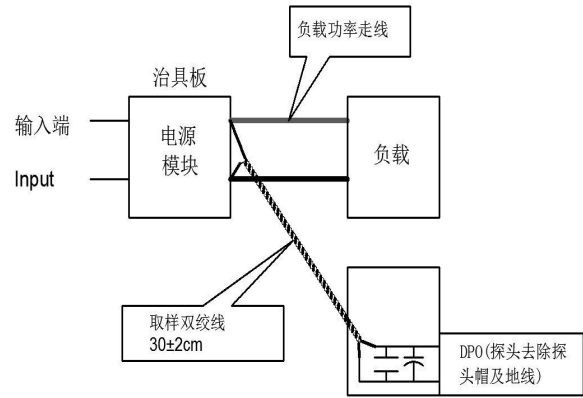 负载功率走线
治具板
输入端
Input
电源
模块
负载
取样双绞线
30±2cm
DPO(探头去除探
头帽及地线)